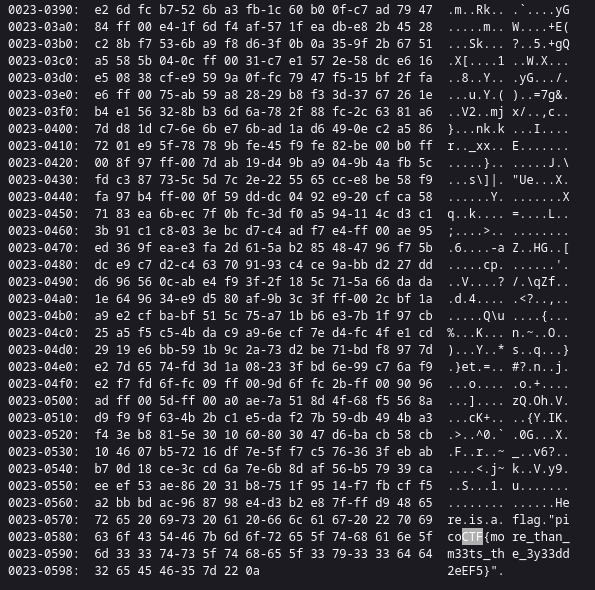 0023-0390: e2 6d fc b7-52 6b a3 fb-1c 60 b0 0f-c7 ad 79 47 .m..Rk.. .`....yG
0023-03a0: 84 ff 00 e4-1f 6d f4 af-57 1f ea db-e8 2b 45 28 .....m.. W....+E(
0023-03b0: c2 8b f7 53-6b a9 f8 d6-3f 0b 0a 35-9f 2b 67 51 ...Sk... ?..5.+gQ
0023-03c0: a5 58 5b 04-0c ff 00 31-c7 e1 57 2e-58 dc e6 16 .X[....1 ..W.X...
0023-03d0: e5 08 38 cf-e9 59 9a 0f-fc 79 47 f5-15 bf 2f fa ..8..Y.. .yG.../.
0023-03e0: e6 ff 00 75-ab 59 a8 28-29 b8 f3 3d-37 67 26 1e ...u.Y.( )..=7g&.
0023-03f0: b4 e1 56 32-8b b3 6d 6a-78 2f 88 fc-2c 63 81 a6 ..V2..mj x/..,c..
0023-0400: 7d d8 1d c7-6e 6b e7 6b-ad 1a d6 49-0e c2 a5 86 }...nk.k ...I....
0023-0410: 72 01 e9 5f-78 78 9b fe-45 f9 fe 82-be 00 b0 ff r.._xx.. E.......
0023-0420: 00 8f 97 ff-00 7d ab 19-d4 9b a9 04-9b 4a fb 5c .....}.. .....J.\
0023-0430: fd c3 87 73-5c 5d 7c 2e-22 55 65 cc-e8 be 58 f9 ...s\]|. "Ue...X.
0023-0440: fa 97 b4 ff-00 0f 59 dd-dc 04 92 e9-20 cf ca 58 ......Y. .......X
0023-0450: 71 83 ea 6b-ec 7f 0b fc-3d f0 a5 94-11 4c d3 c1 q..k.... =....L..
0023-0460: 3b 91 c1 c8-03 3e bc d7-c4 ad f7 e4-ff 00 ae 95 ;....>.. ........
0023-0470: ed 36 9f ea-e3 fa 2d 61-5a b2 85 48-47 96 f7 5b .6....-a Z..HG..[
0023-0480: dc e9 c7 d2-c4 63 70 91-93 c4 ce 9a-bb d2 27 dd .....cp. ......'.
0023-0490: d6 96 56 0c-ab e4 f9 3f-2f 18 5c 71-5a 66 da da ..V....? /.\qZf..
0023-04a0: 1e 64 96 34-e9 d5 80 af-9b 3c 3f ff-00 2c bf 1a .d.4.... .<?..,..
0023-04b0: a9 e2 cf ba-bf 51 5c 75-a7 1b b6 e3-7b 1f 97 cb .....Q\u ....{...
0023-04c0: 25 a5 f5 c5-4b da c9 a9-6e cf 7e d4-fc 4f e1 cd %...K... n.~..O..
0023-04d0: 29 19 e6 bb-59 1b 9c 2a-73 d2 be 71-bd f8 97 7d )...Y..* s..q...}
0023-04e0: e2 7d 65 74-fd 3d 1a 08-23 3f bd 6e-99 c7 6a f9 .}et.=.. #?.n..j.
0023-04f0: e2 f7 fd 6f-fc 09 ff 00-9d 6f fc 2b-ff 00 90 96 ...o.... .o.+....
0023-0500: ad ff 00 5d-ff 00 a0 ae-7a 51 8d 4f-68 f5 56 8a ...].... zQ.Oh.V.
0023-0510: d9 f9 9f 63-4b 2b c1 e5-da f2 7b 59-db 49 4b a3 ...cK+.. ..{Y.IK.
0023-0520: f4 3e b8 81-5e 30 10 60-80 30 47 d6-ba cb 58 cb .>..^0.` .0G...X.
0023-0530: 10 46 07 b5-72 16 df 7e-5f f7 c5 76-36 3f eb ab .F..r..~ _..v6?..
0023-0540: b7 0d 18 ce-3c cd 6a 7e-6b 8d af 56-b5 79 39 ca ....<.j~ k..V.y9.
0023-0550: ee ef 53 ae-86 20 31 b8-75 1f 95 14-f7 fb cf f5 ..S...1. u.......
0023-0560: a2 bb bd ac-96 87 98 e4-d3 b2 e8 7f-ff d9 48 65 ........ ......He
0023-0570: 72 65 20 69-73 20 61 20-66 6c 61 67-20 22 70 69 re.is.a. flag."pi
0023-0580: 63 6f 43 54-46 7b 6d 6f-72 65 5f 74-68 61 6e 5f coCTF{mo re_than_
0023-0590: 6d 33 33 74-73 5f 74 68-65 5f 33 79-33 33 64 64 m33ts_th e_3y33dd
0023-0598: 32 65 45 46-35 7d 22 0a 2eEF5}".